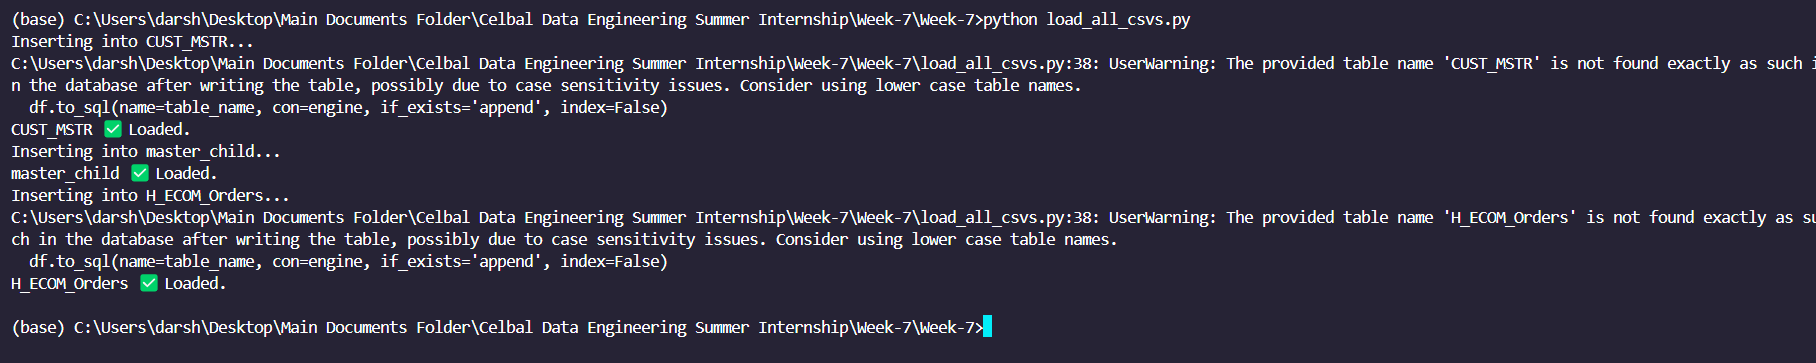 (base) C:\Users\darsh\Desktop\Main Documents Folder\Celbal Data Engineering Summer Internship\Week-7\Week-7>python load_all_csvs.py
Inserting into CUST_MSTR...
C:\Users\darsh\Desktop\Main Documents Folder\Celbal Data Engineering Summer Internship\Week-7\Week-7\load_all_csvs.py:38: UserWarning: The provided table name 'CUST_MSTR' is not found exactly as such i
n the database after writing the table, possibly due to case sensitivity issues. Consider using lower case table names.
  df.to_sql(name=table_name, con=engine, if_exists='append', index=False)
CUST_MSTR ✅ Loaded.
Inserting into master_child...
master_child ✅ Loaded.
Inserting into H_ECOM_Orders...
C:\Users\darsh\Desktop\Main Documents Folder\Celbal Data Engineering Summer Internship\Week-7\Week-7\load_all_csvs.py:38: UserWarning: The provided table name 'H_ECOM_Orders' is not found exactly as su
ch in the database after writing the table, possibly due to case sensitivity issues. Consider using lower case table names.
  df.to_sql(name=table_name, con=engine, if_exists='append', index=False)
H_ECOM_Orders ✅ Loaded.
(base) C:\Users\darsh\Desktop\Main Documents Folder\Celbal Data Engineering Summer Internship\Week-7\Week-7>